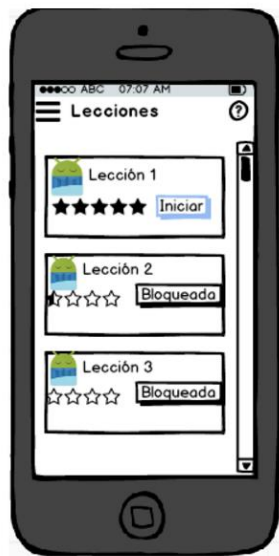 ABC 07:07 AM
Lecciones ?
Lección 1
Iniciar
Lección 2
Bloqueada
Lección 3
Bloqueada